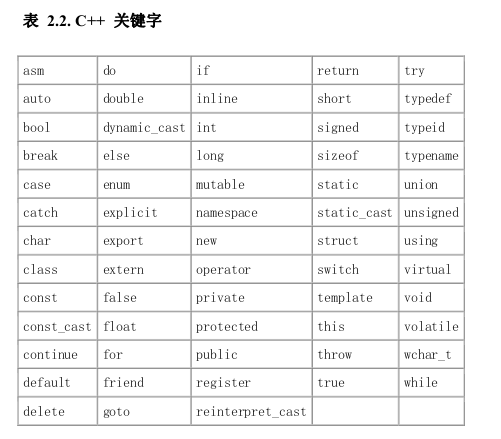 表 2.2. C++ 关键字
asm do if return try
auto double inline short typedef
bool dynamic_cast int signed typeid
break else long sizeof typename
case enum mutable static union
catch explicit namespace static_cast unsigned
char export new struct using
class extern operator switch virtual
const false private template void
const_cast float protected this volatile
continue for public throw wchar_t
default friend register true while
delete goto reinterpret_cast